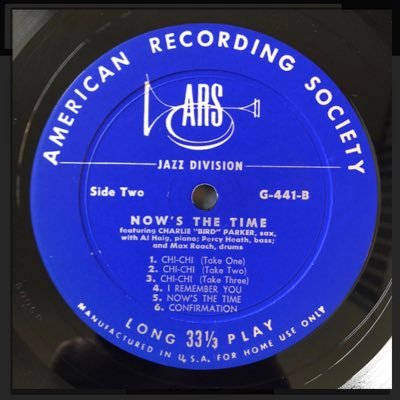 AMERICAN RECORDING SOCIETY
ARS
JAZZ DIVISION
Side Two
G-441-B
NOW'S THE TIME
featuring CHARLIE "BIRD" PARKER, sax,
with Al Haig, piano; Percy Heath, bass;
and Max Roach, drums
1. CHI-CHI (Take One)
2. CHI-CHI (Take Two)
3. CHI-CHI (Take Three)
4. I REMEMBER YOU
5. NOW'S THE TIME
6. CONFIRMATION
LONG 33 1/3 PLAY
MANUFACTURED IN U.S.A. FOR HOME USE ONLY